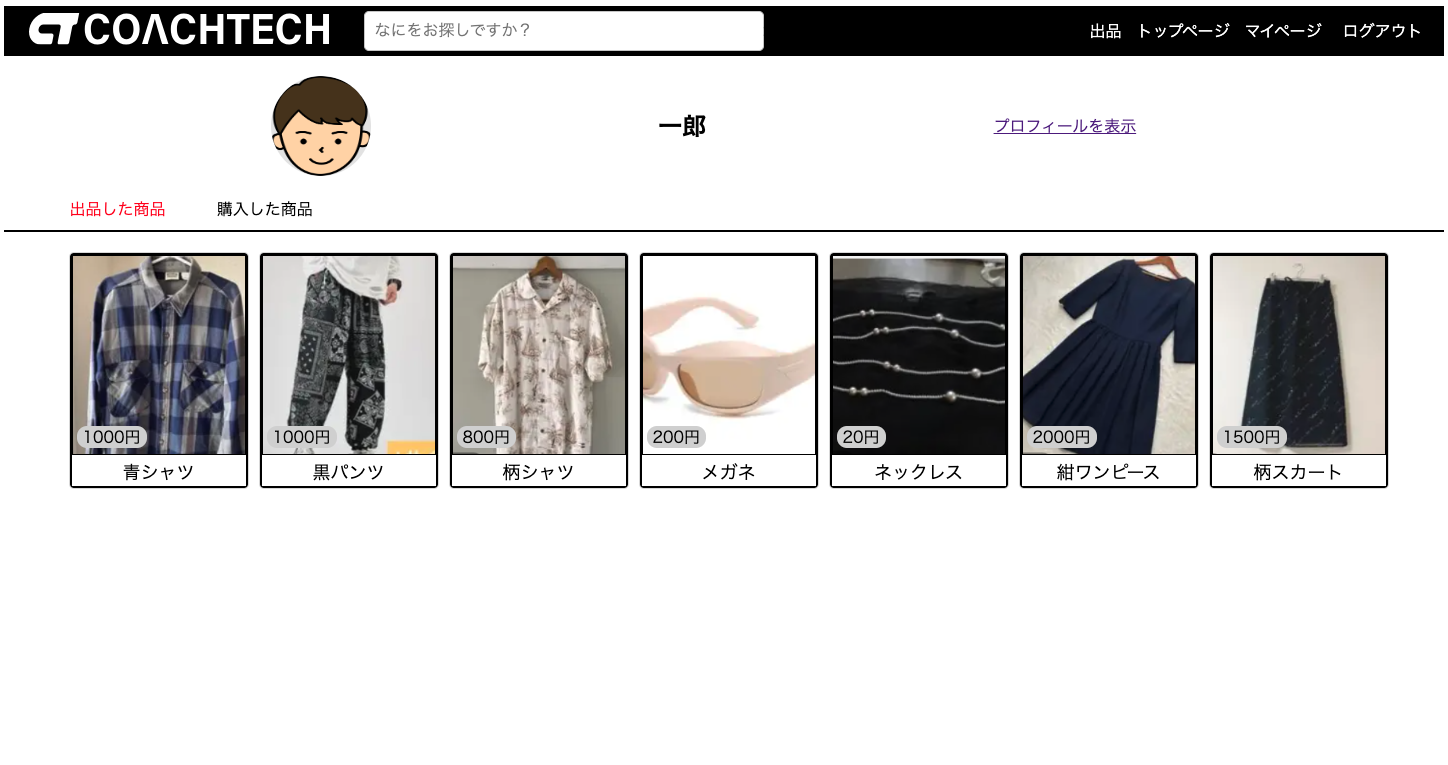 COACHTECH
なにをお探しですか？
出品 トップページ マイページ ログアウト
一郎
プロフィールを表示
出品した商品 購入した商品
1000円 1000円 800円 200円 20円 2000円 1500円
青シャツ 黒パンツ 柄シャツ メガネ ネックレス 紺ワンピース 柄スカート